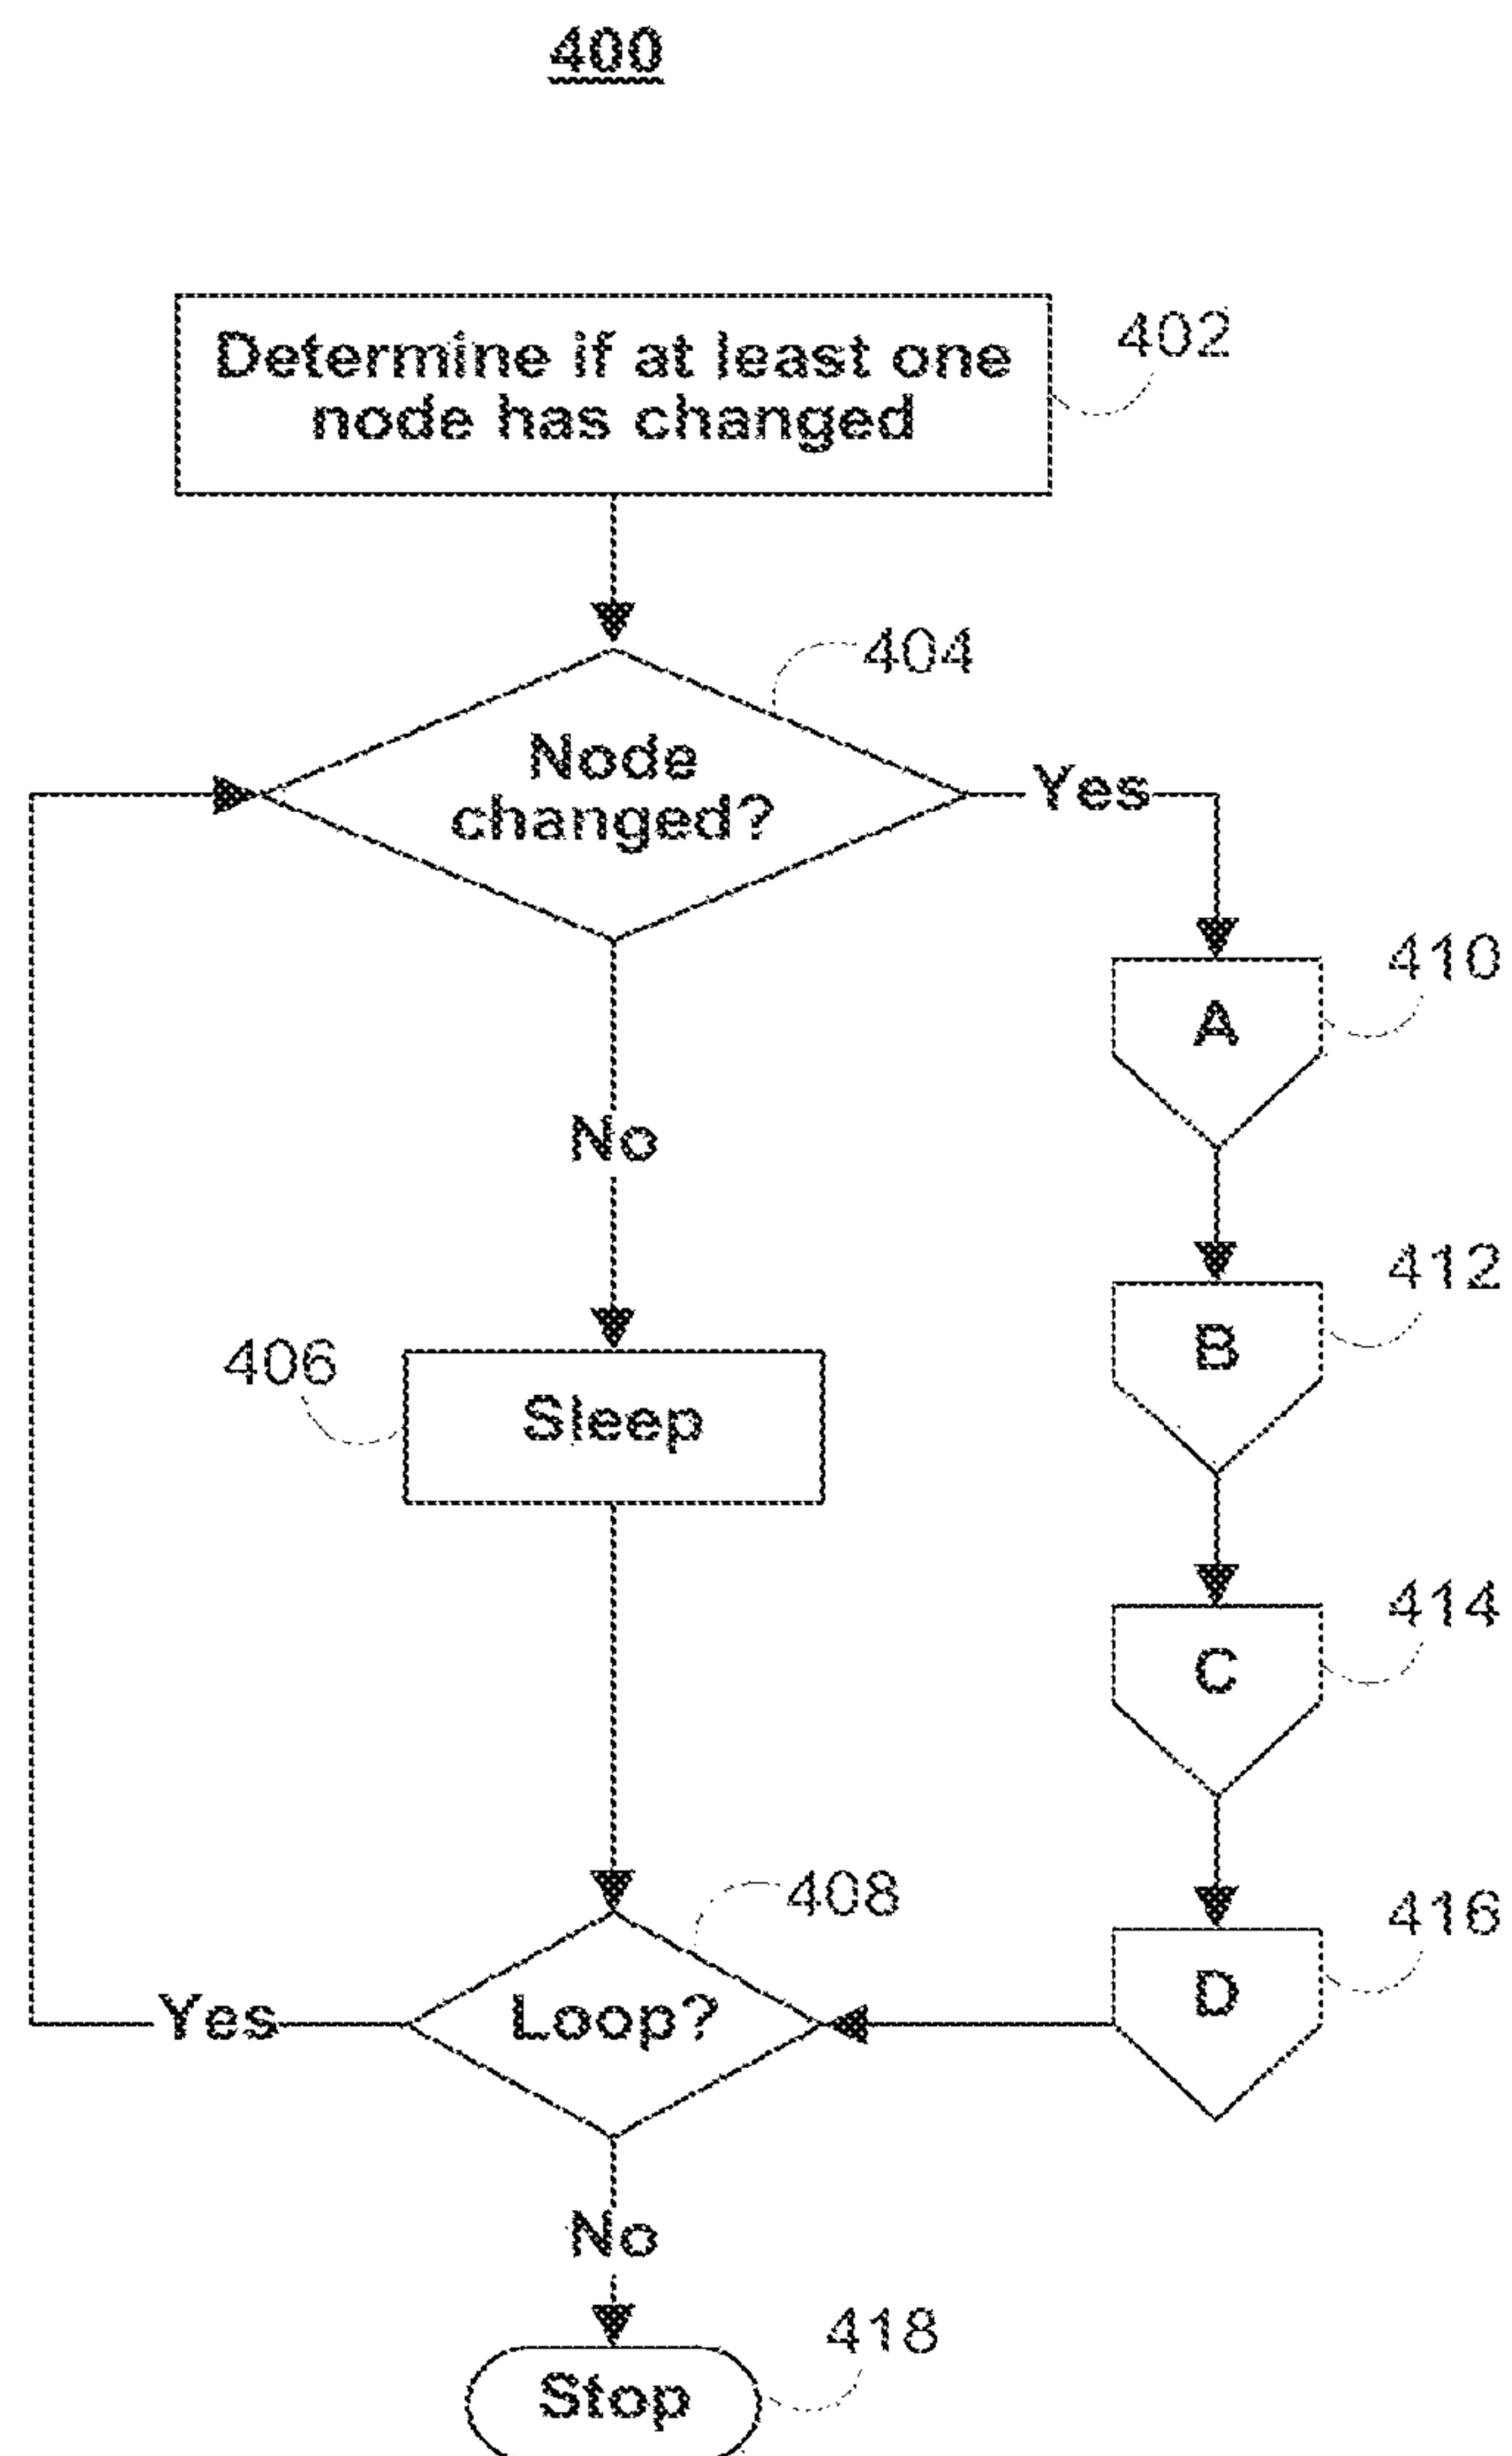 400
Determine if at least one
node has changed
402
404
Node
changed?
Yes
410
A
No
412
B
406
Sleep
414
C
408
416
D
Yes
Loop?
No
418
Stop